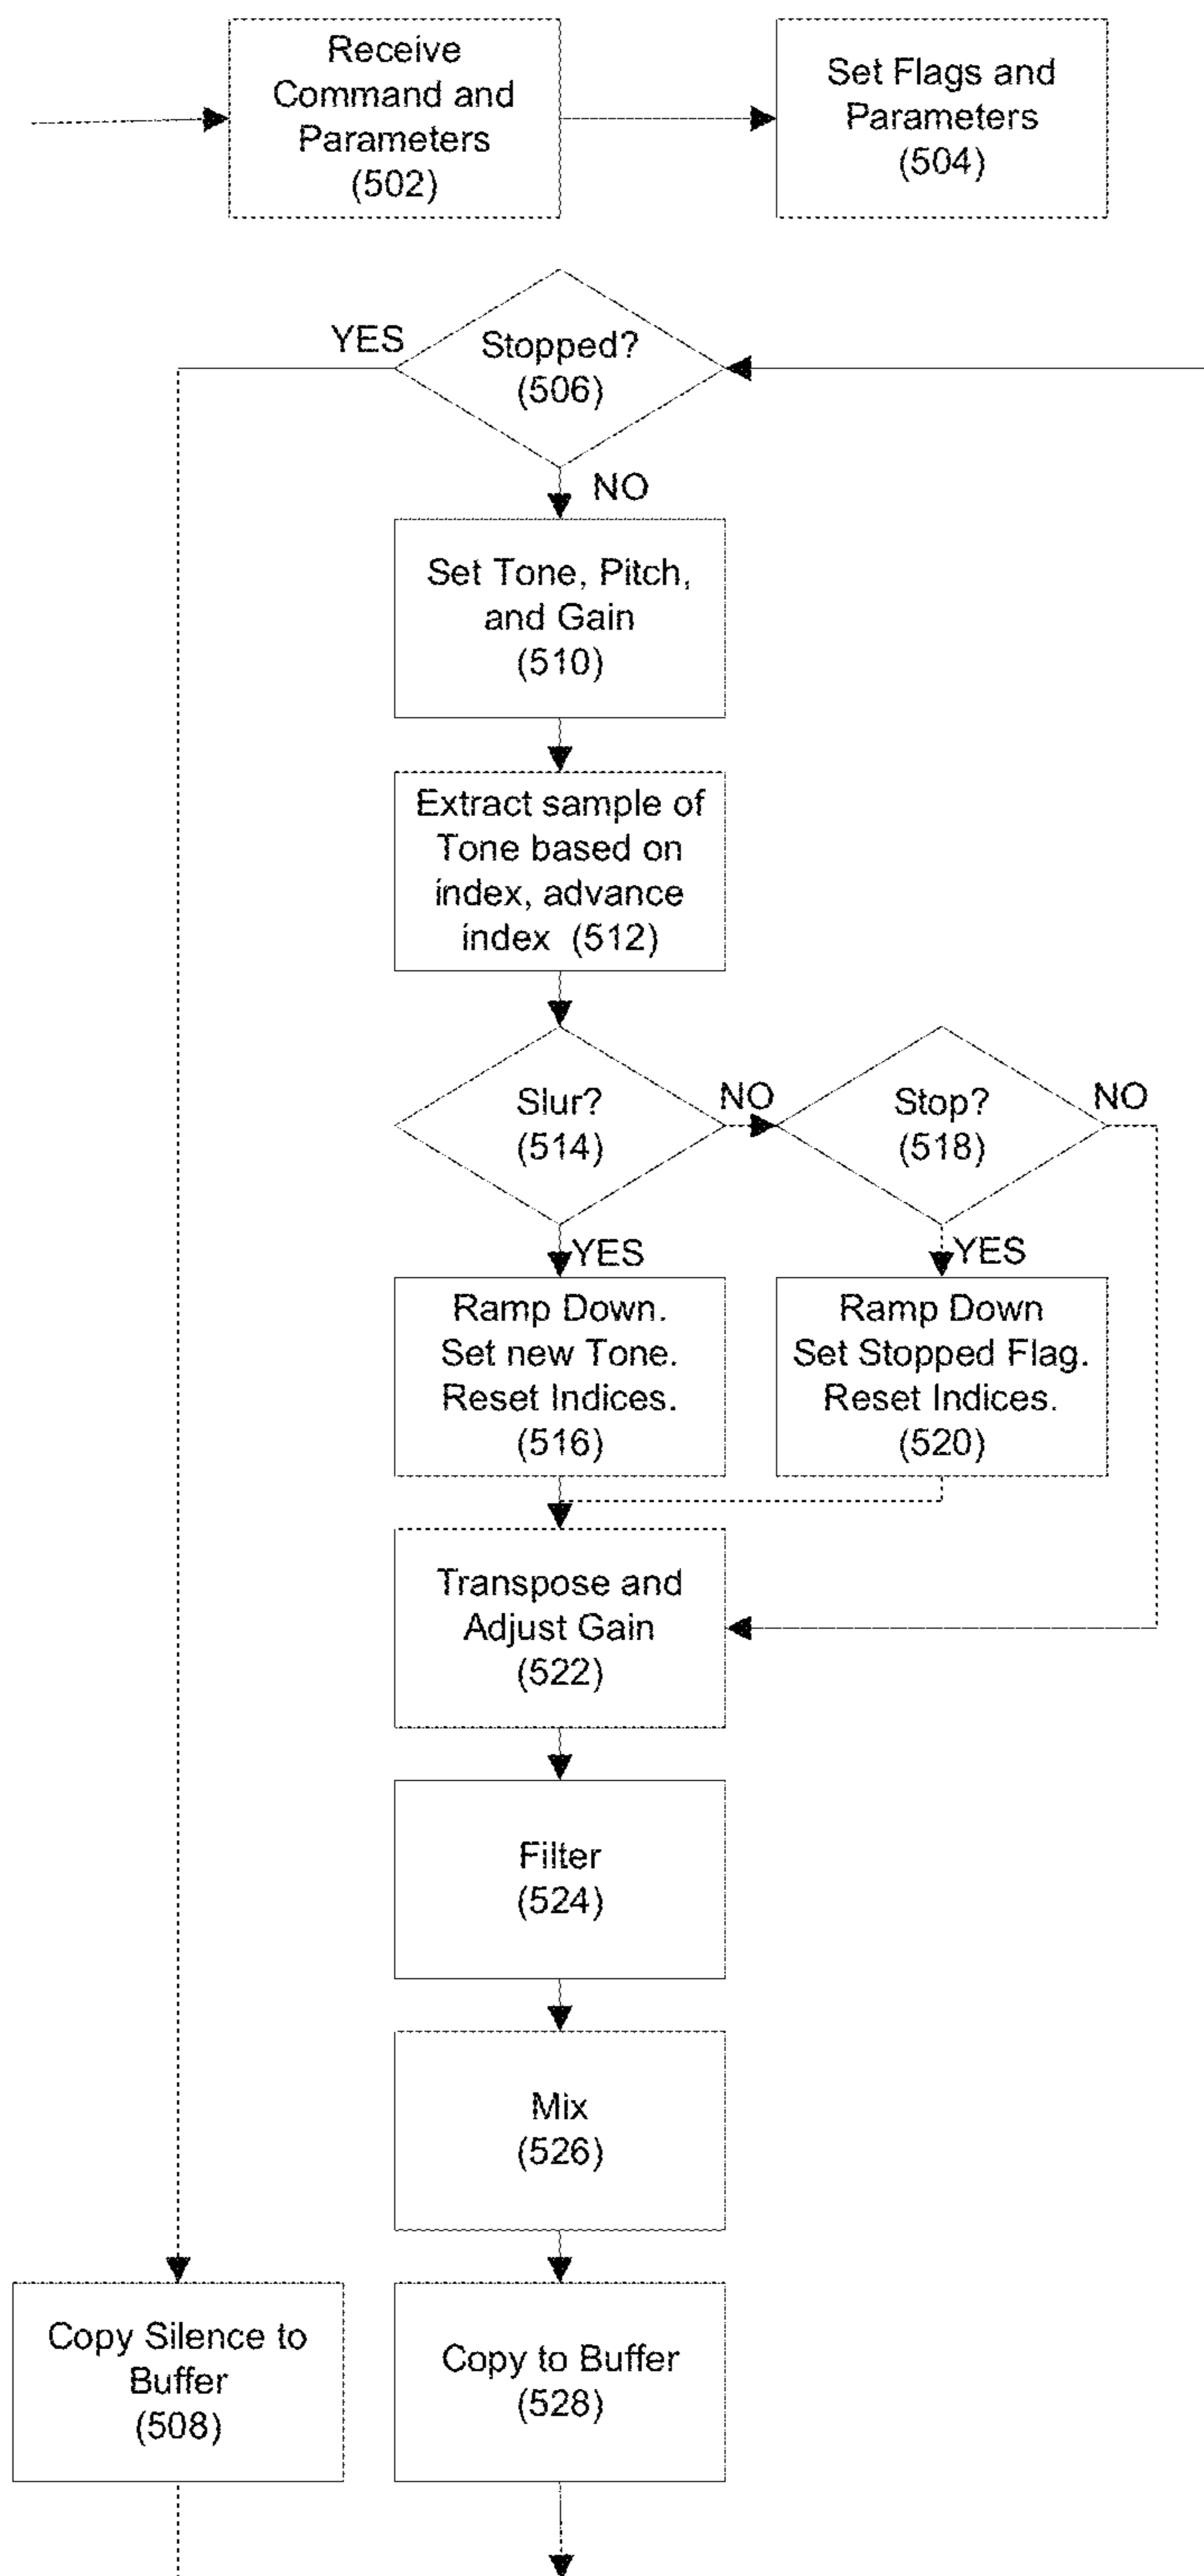 Receive
Command and
Parameters
(502)
Set Flags and
Parameters
(504)
YES
Stopped?
(506)
NO
Set Tone, Pitch,
and Gain
(510)
Extract sample of
Tone based on
index, advance
index (512)
Slur?
(514)
NO
Stop?
(518)
NO
YES
YES
Ramp Down.
Set new Tone.
Reset Indices.
(516)
Ramp Down
Set Stopped Flag.
Reset Indices.
(520)
Transpose and
Adjust Gain
(522)
Filter
(524)
Mix
(526)
Copy Silence to
Buffer
(508)
Copy to Buffer
(528)